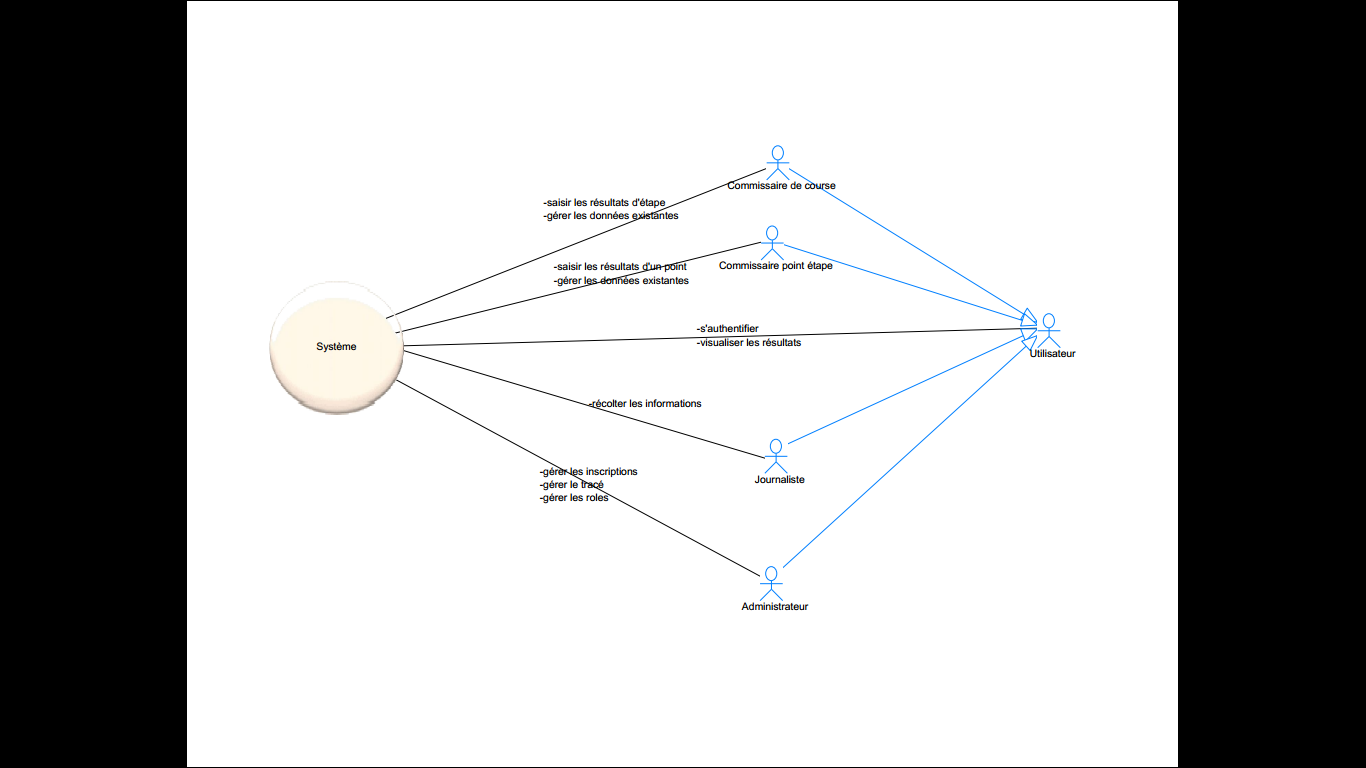 Commissaire de course
-saisir les résultats d'étape
-gérer les données existantes
Commissaire point étape
-saisir les résultats d'un point
-gérer les données existantes
-s'authentifier
-visualiser les résultats
Système
Utilisateur
-récolter les informations
Journaliste
-gérer les inscriptions
-gérer le tracé
-gérer les roles
Administrateur